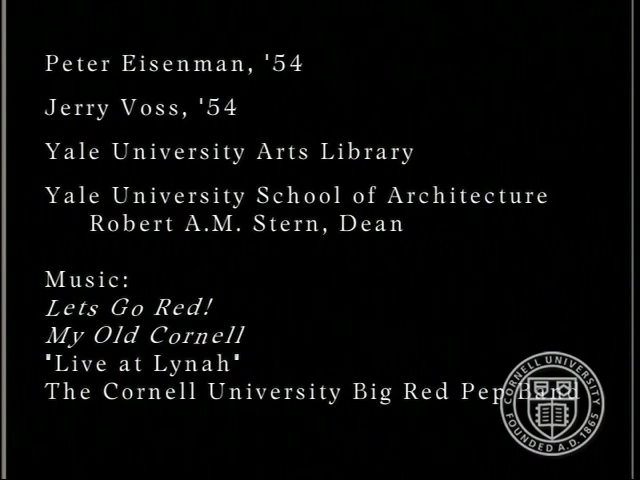 Peter Eisenman, '54
Jerry Voss, '54
Yale University Arts Library
Yale University School of Architecture
Robert A.M. Stern, Dean
Music:
Lets Go Red!
My Old Cornell
"Live at Lynah"
The Cornell University Big Red Pep Band
CORNELL UNIVERSITY
FOUNDED A.D. 1865